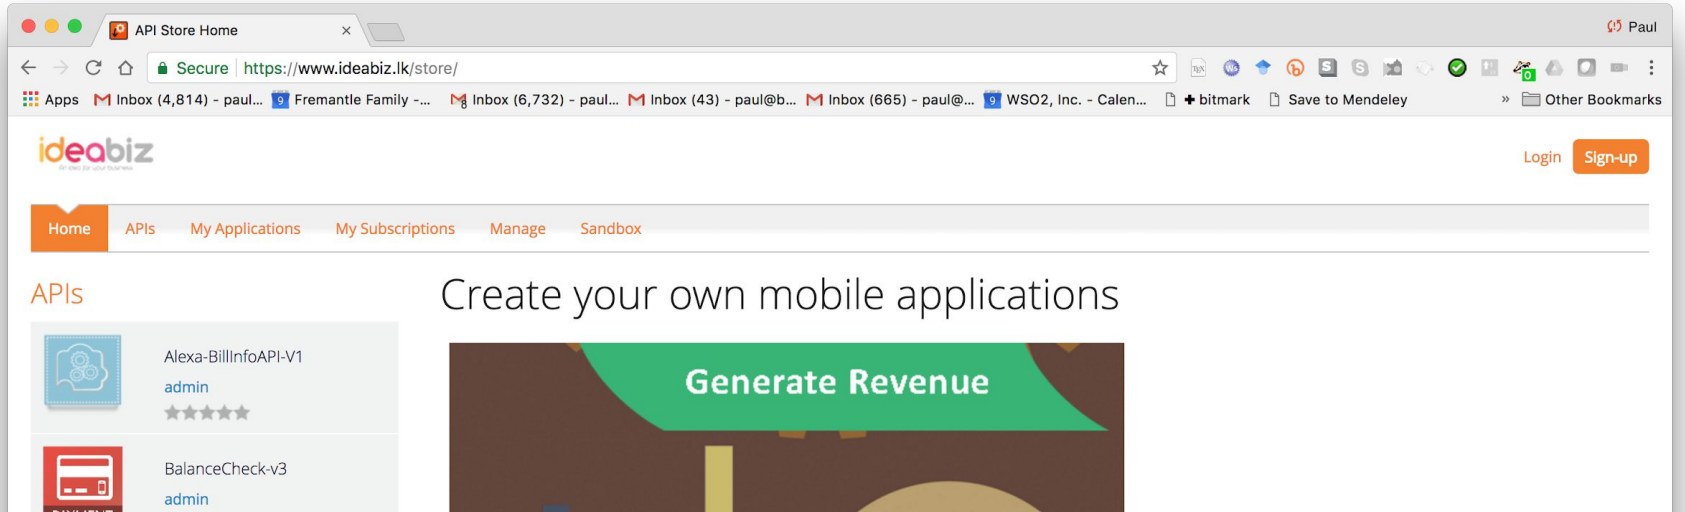 API Store Home
Paul
Secure https://www.ideabiz.lk/store/
Apps Inbox (4,814) - paul... Fremantle Family -... Inbox (6,732) - paul... Inbox (43) - paul@b... Inbox (665) - paul@... WSO2, Inc. - Calen... + bitmark Save to Mendeley » Other Bookmarks
ideabiz
Login Sign-up
Home APIs My Applications My Subscriptions Manage Sandbox
APIs
Create your own mobile applications
Alexa-BillInfoAPI-V1
admin
Generate Revenue
BalanceCheck-v3
admin